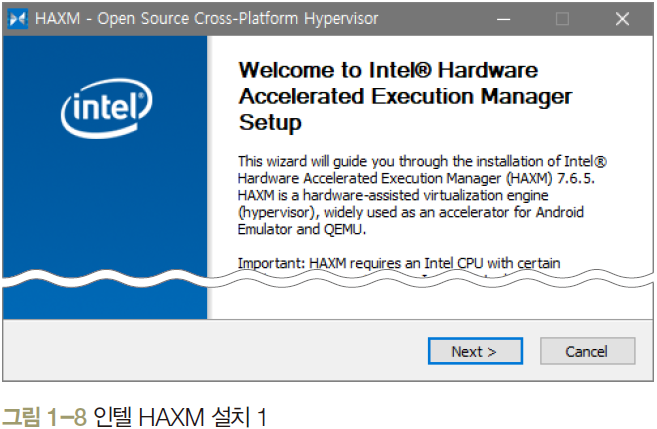 HAXM - Open Source Cross-Platform Hypervisor
intel
Welcome to Intel® Hardware
Accelerated Execution Manager
Setup
This wizard will guide you through the installation of Intel®
Hardware Accelerated Execution Manager (HAXM) 7.6.5.
HAXM is a hardware-assisted virtualization engine
(hypervisor), widely used as an accelerator for Android
Emulator and QEMU.
Important: HAXM requires an Intel CPU with certain
Next >
Cancel
그림 1-8 인텔 HAXM 설치 1